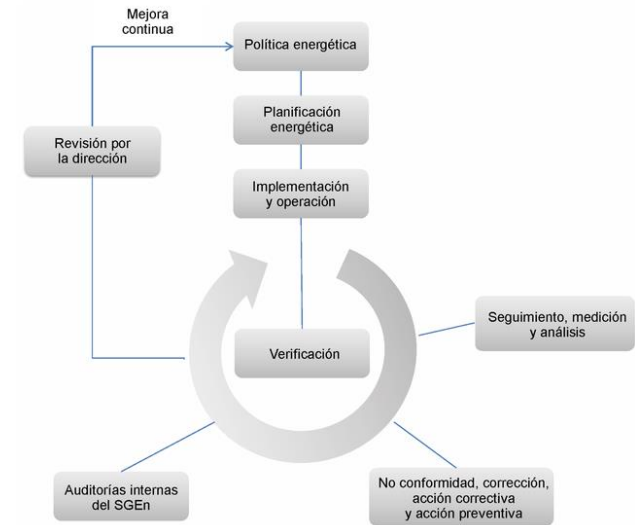 Mejora
continua
Política energética
Planificación
energética
Revisión por
la dirección
Implementación
y operación
Seguimiento, medición
y análisis
Verificación
Auditorías internas
del SGEn
No conformidad, corrección,
acción correctiva
y acción preventiva